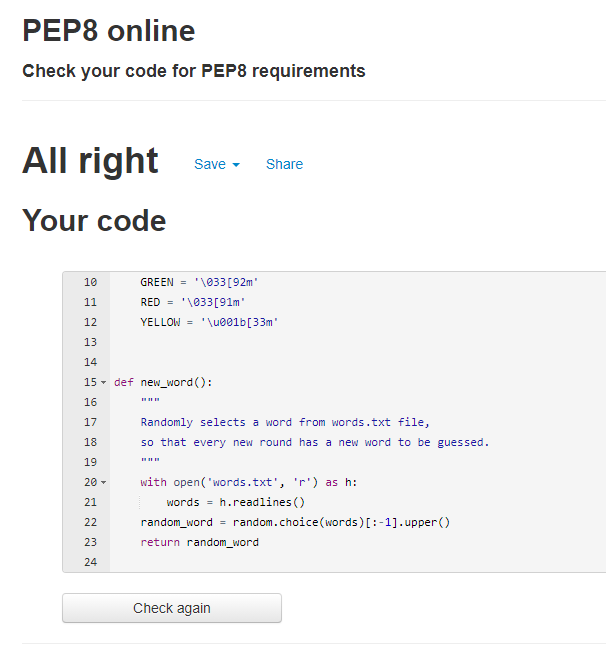 PEP8 online
Check your code for PEP8 requirements
All right Save Share
Your code
10 GREEN = '\033[92m'
11 RED = '\033[91m'
12 YELLOW = '\u001b[33m'
13
14
15 def new_word():
16 """
17 Randomly selects a word from words.txt file,
18 so that every new round has a new word to be guessed.
19 """
20 with open('words.txt', 'r') as h:
21 words = h.readlines()
22 random_word = random.choice(words)[:-1].upper()
23 return random_word
24
Check again